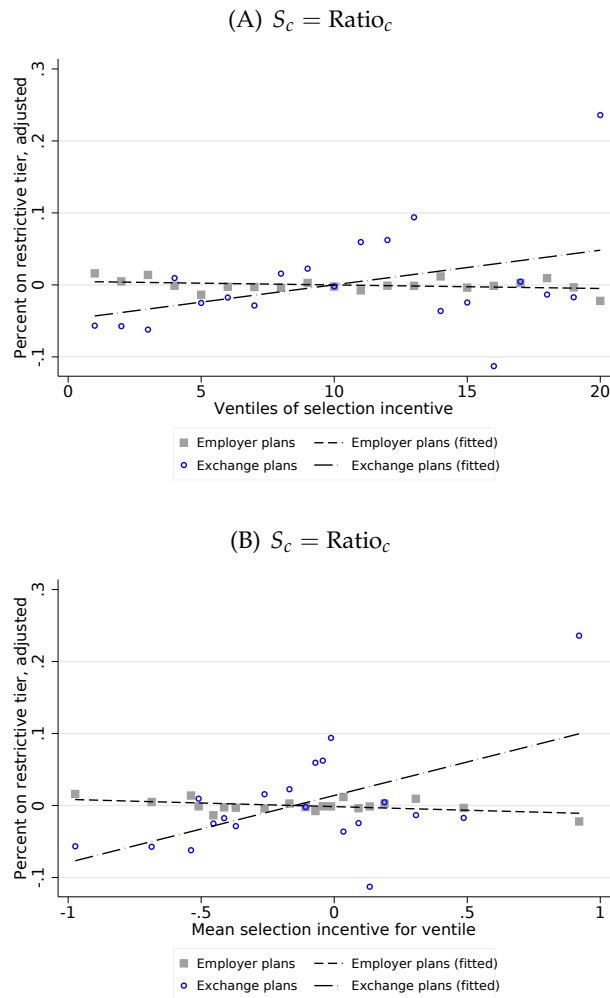 (A) S_c = Ratio_c
Percent on restrictive tier, adjusted
.3
.2
.1
0
-.1
0 5 10 15 20
Ventiles of selection incentive
Employer plans Employer plans (fitted)
Exchange plans Exchange plans (fitted)
(B) S_c = Ratio_c
Percent on restrictive tier, adjusted
.3
.2
.1
0
-.1
-1 -.5 0 .5 1
Mean selection incentive for ventile
Employer plans Employer plans (fitted)
Exchange plans Exchange plans (fitted)